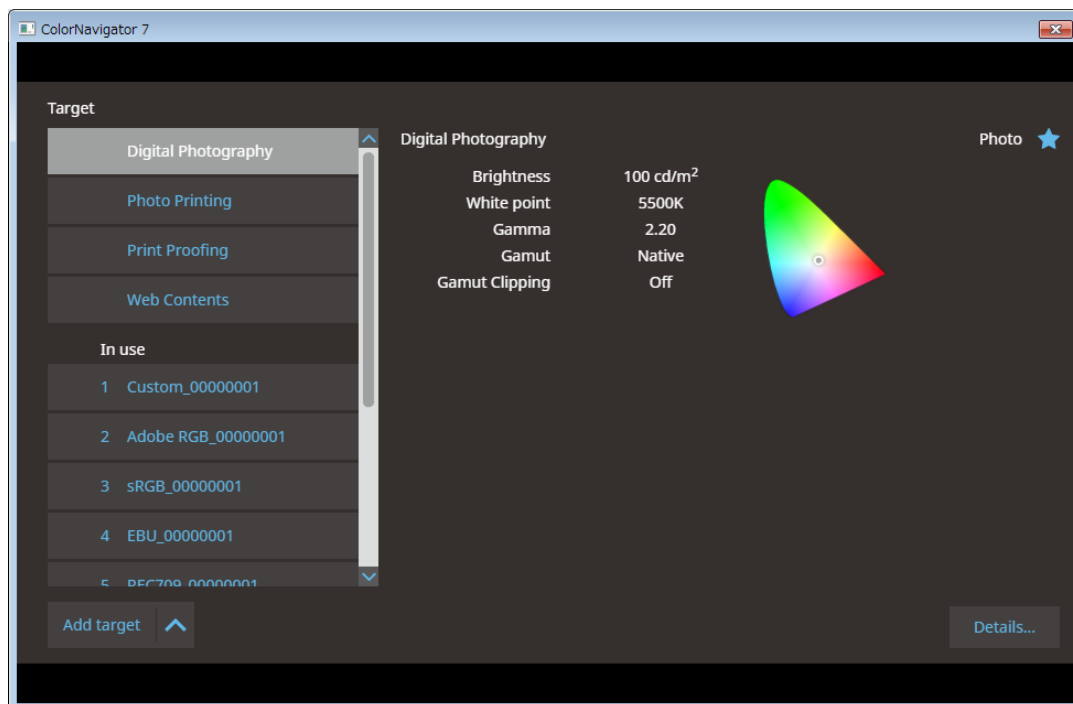 ColorNavigator 7
Target
Digital Photography
Photo Printing
Print Proofing
Web Contents
In use
1 Custom_00000001
2 Adobe RGB_00000001
3 sRGB_00000001
4 EBU_00000001
5 REC709_00000001
Add target
Digital Photography
Photo
Brightness 100 cd/m²
White point 5500K
Gamma 2.20
Gamut Native
Gamut Clipping Off
Details...